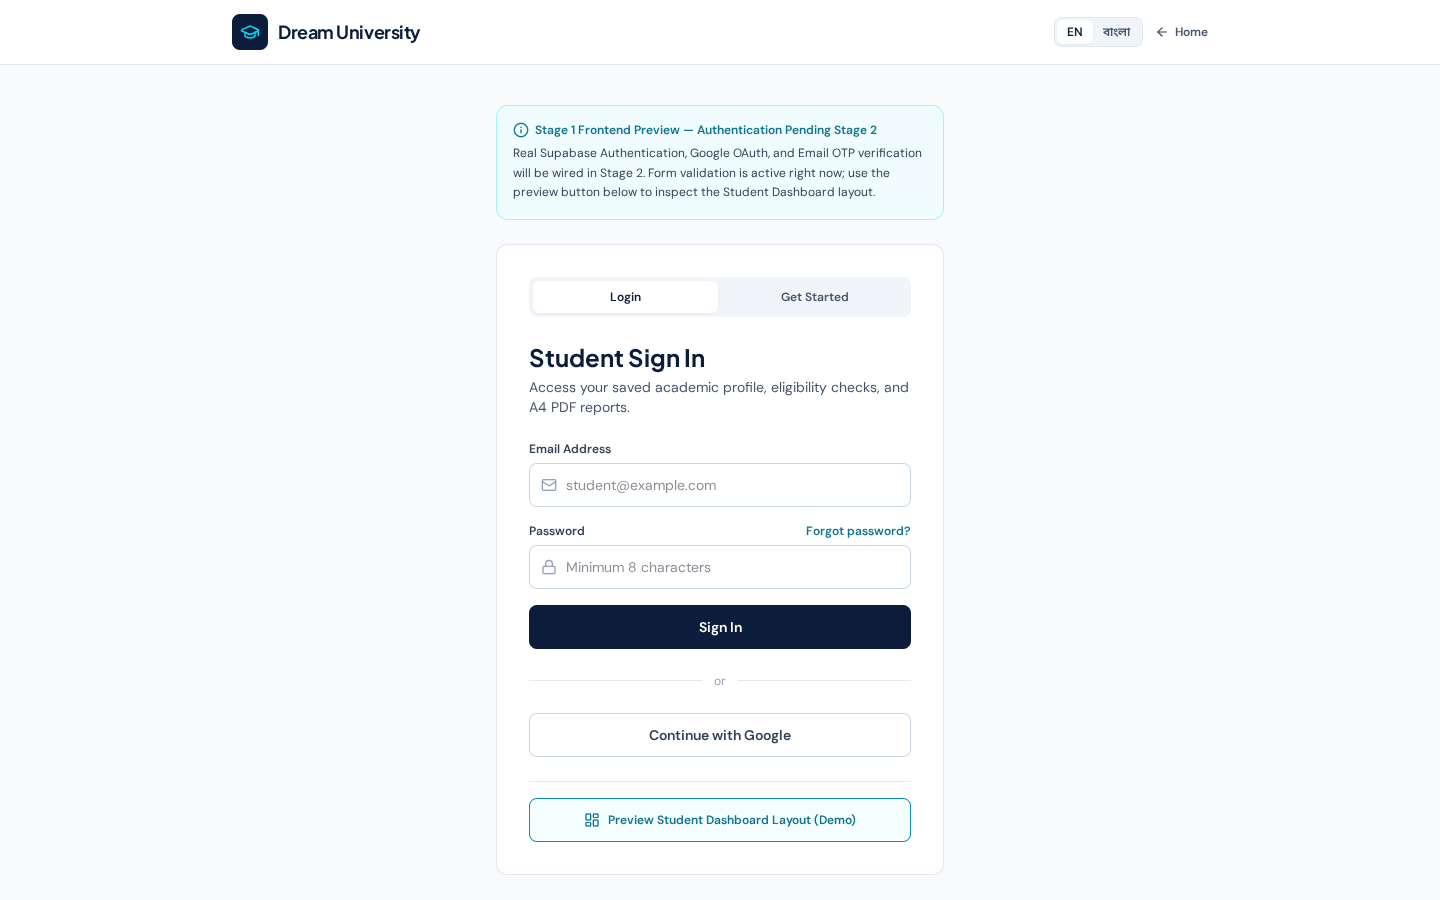 Dream University
EN
বাংলা
Home
Stage 1 Frontend Preview — Authentication Pending Stage 2
Real Supabase Authentication, Google OAuth, and Email OTP verification
will be wired in Stage 2. Form validation is active right now; use the
preview button below to inspect the Student Dashboard layout.
Login
Get Started
Student Sign In
Access your saved academic profile, eligibility checks, and
A4 PDF reports.
Email Address
student@example.com
Password
Forgot password?
Minimum 8 characters
Sign In
or
Continue with Google
Preview Student Dashboard Layout (Demo)